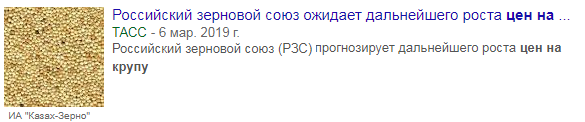 Российский зерновой союз ожидает дальнейшего роста цен на ...
ТАСС - 6 мар. 2019 г.
Российский зерновой союз (РЗС) прогнозирует дальнейшего роста цен на
крупу
ИА "Казах-Зерно"